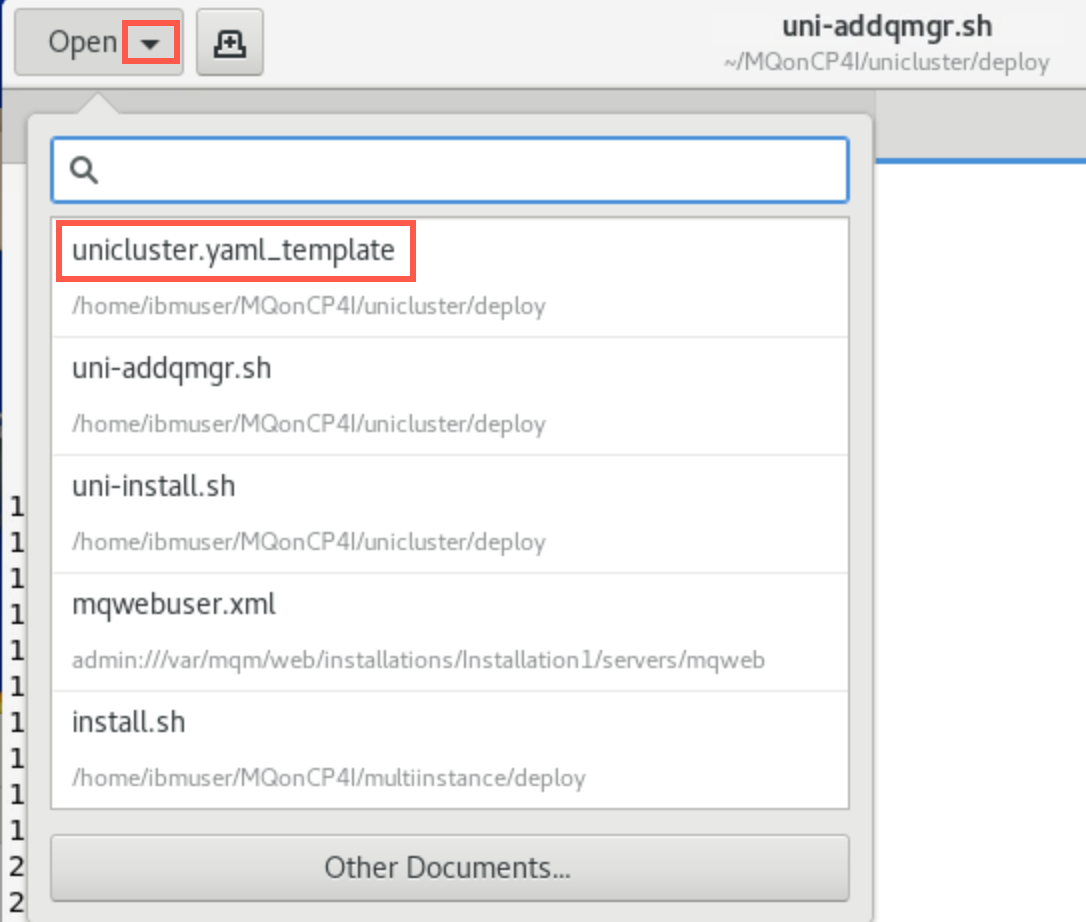 Open
uni-addqmgr.sh
~/MQonCP4I/unicluster/deploy
unicluster.yaml_template
/home/ibmuser/MQonCP4I/unicluster/deploy
uni-addqmgr.sh
/home/ibmuser/MQonCP4I/unicluster/deploy
uni-install.sh
/home/ibmuser/MQonCP4I/unicluster/deploy
mqwebuser.xml
admin:///var/mqm/web/installations/Installation1/servers/mqweb
install.sh
/home/ibmuser/MQonCP4I/multiinstance/deploy
1
1
1
1
1
1
1
1
1
1
2
2
Other Documents...